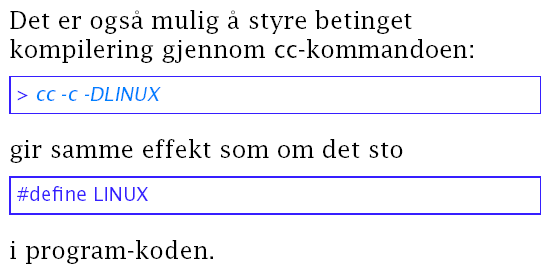 Det er også mulig å styre betinget
kompilering gjennom cc-kommandoen:
> cc -c -DLINUX
gir samme effekt som om det sto
#define LINUX
i program-koden.